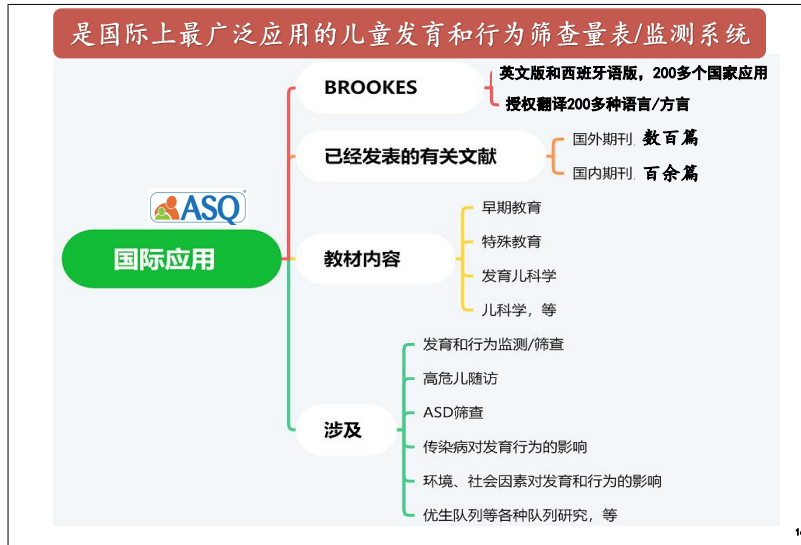 是国际上最广泛应用的儿童发育和行为筛查量表/监测系统
BROOKES
英文版和西班牙语版，200多个国家应用
授权翻译200多种语言/方言
已经发表的有关文献
国外期刊 数百篇
国内期刊 百余篇
ASQ
国际应用
教材内容
早期教育
特殊教育
发育儿科学
儿科学，等
涉及
发育和行为监测/筛查
高危儿随访
ASD筛查
传染病对发育行为的影响
环境、社会因素对发育和行为的影响
优生队列等各种队列研究，等